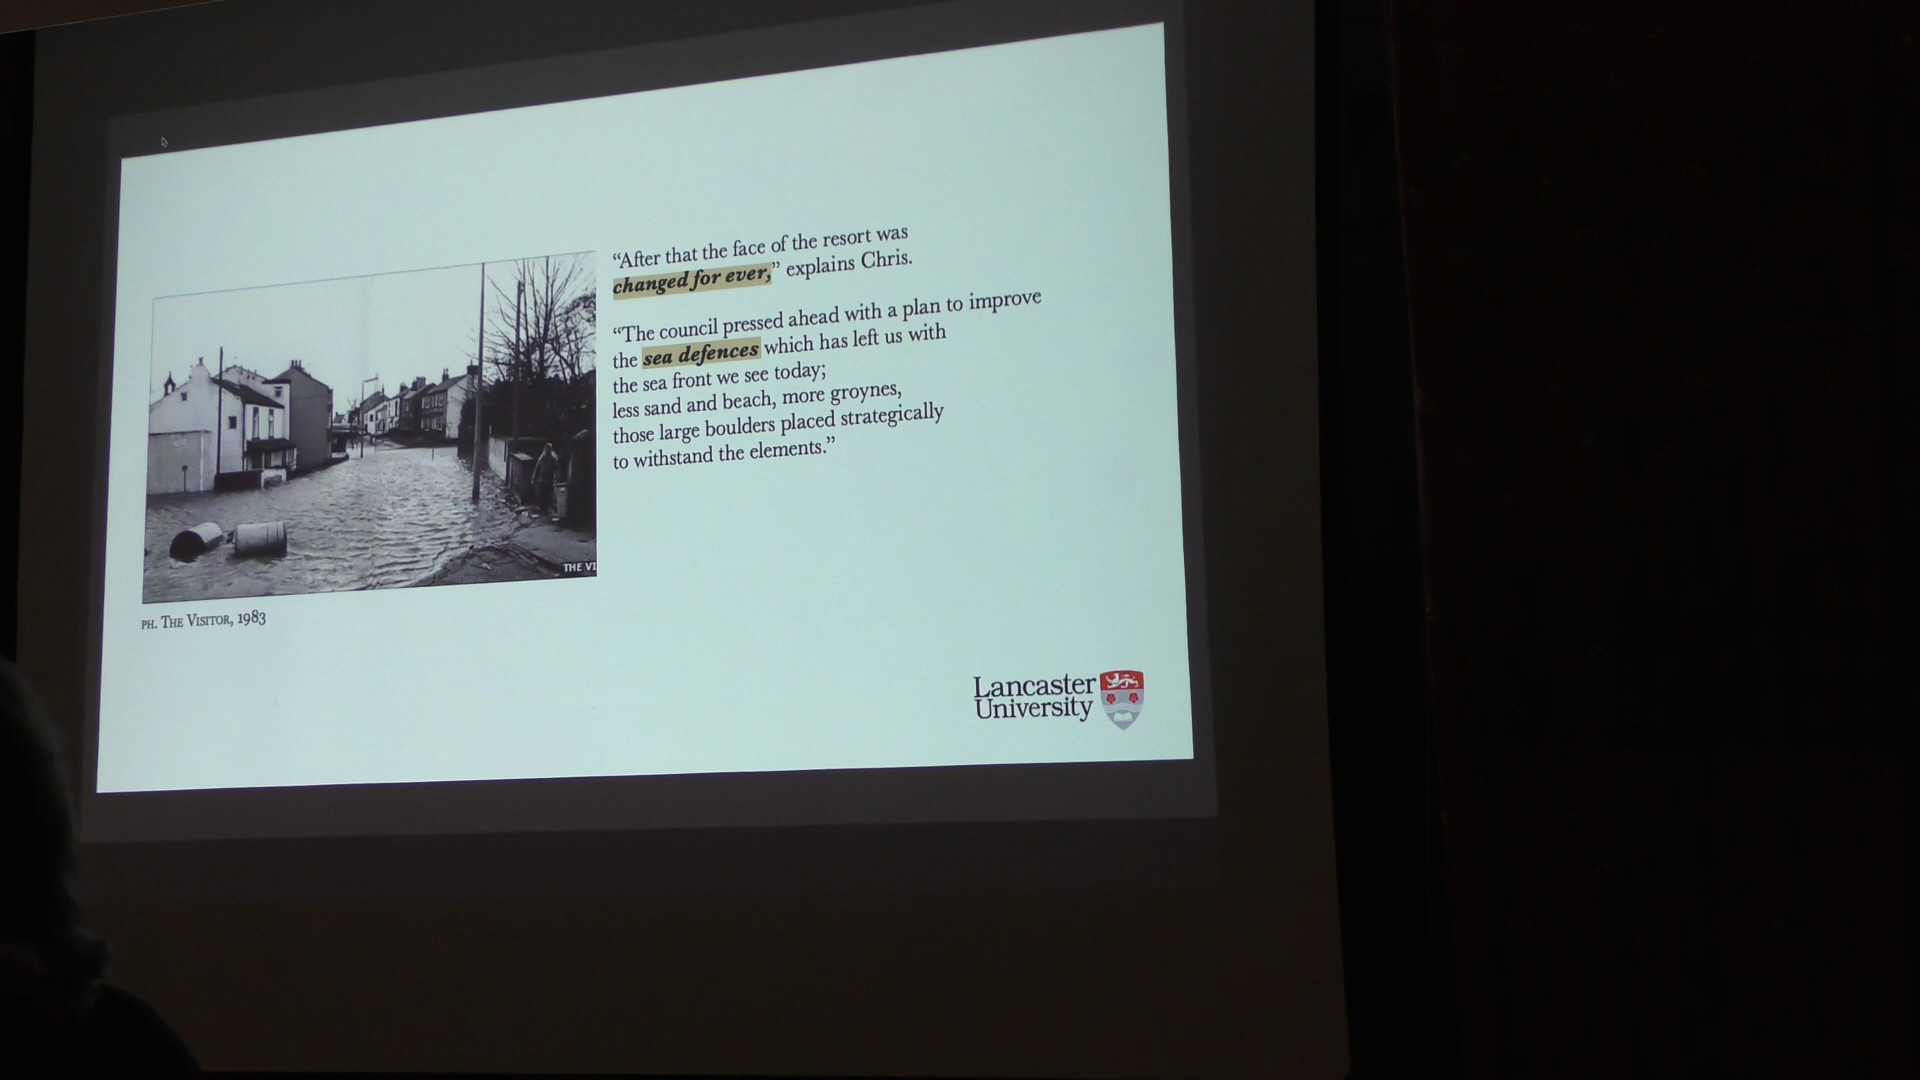 “After that the face of the resort was
changed for ever,” explains Chris.
“The council pressed ahead with a plan to improve
the sea defences which has left us with
the sea front we see today;
less sand and beach, more groynes,
those large boulders placed strategically
to withstand the elements.”
THE VI
PH. THE VISITOR, 1983
Lancaster
University